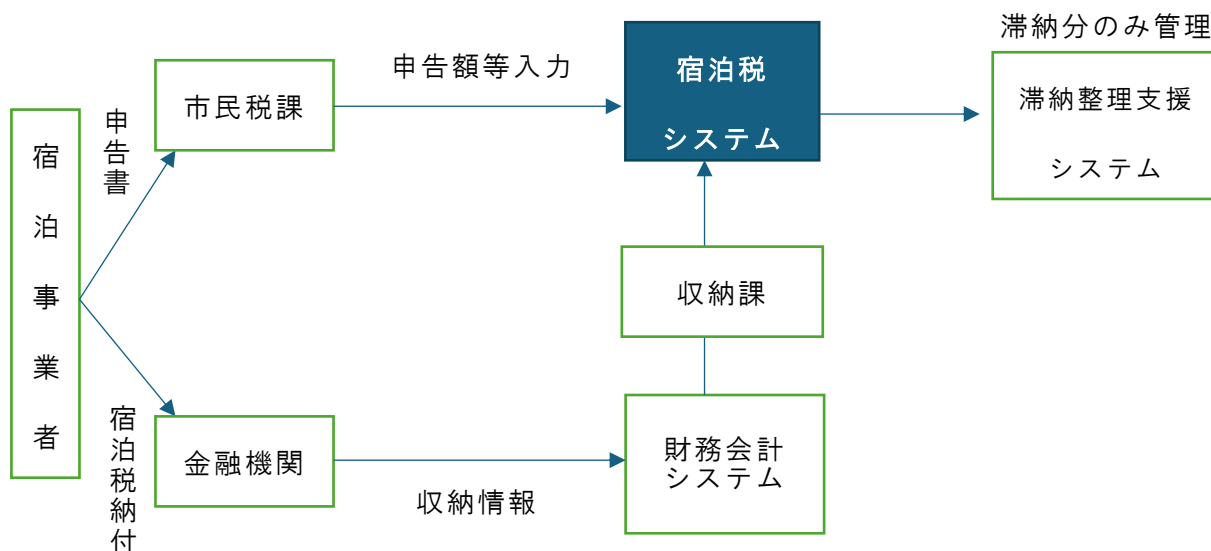 滞納分のみ管理
申告額等入力
宿泊税
システム
市民税課
滞納整理支援
システム
申告書
宿泊事業者
収納課
宿泊税納付
金融機関
収納情報
財務会計
システム